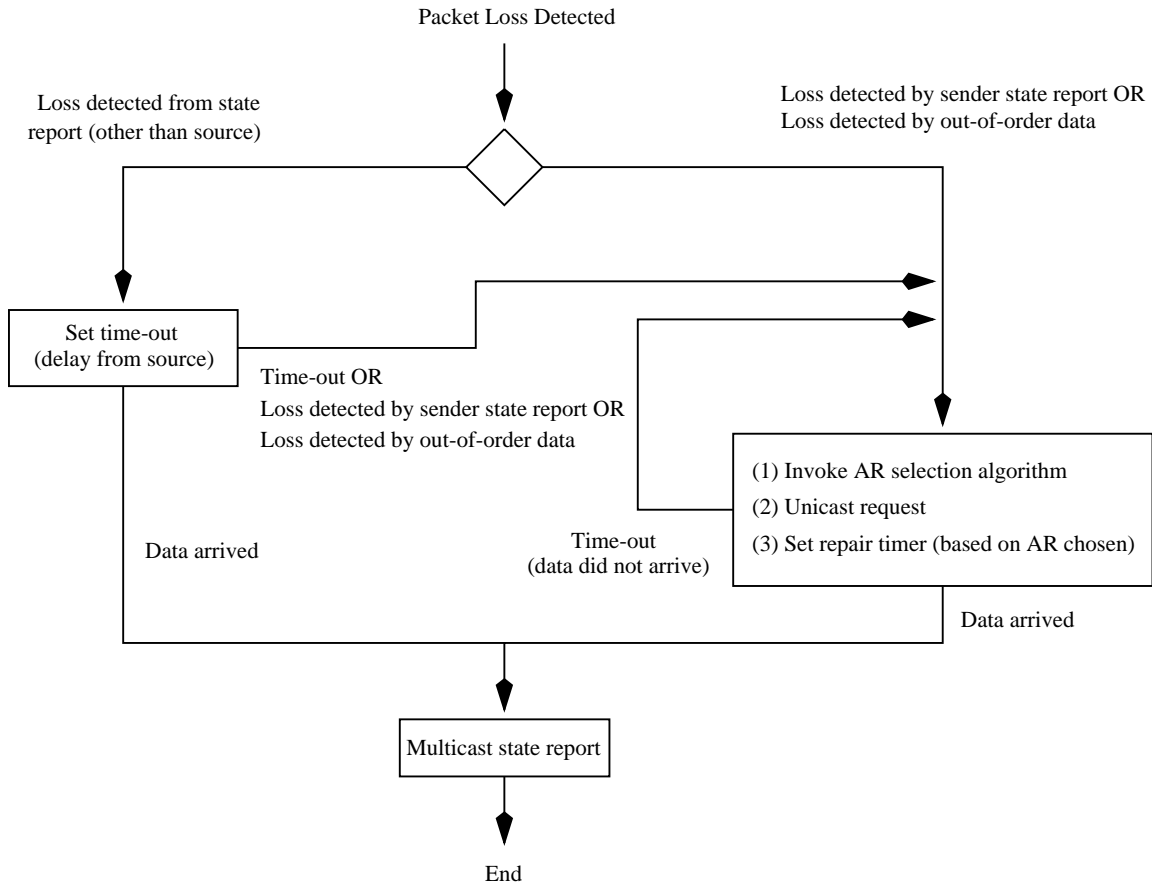 Packet Loss Detected
Loss detected from state
report (other than source)
Loss detected by sender state report OR
Loss detected by out-of-order data
Set time-out
(delay from source)
Time-out OR
Loss detected by sender state report OR
Loss detected by out-of-order data
(1) Invoke AR selection algorithm
(2) Unicast request
(3) Set repair timer (based on AR chosen)
Data arrived
Time-out
(data did not arrive)
Data arrived
Multicast state report
End